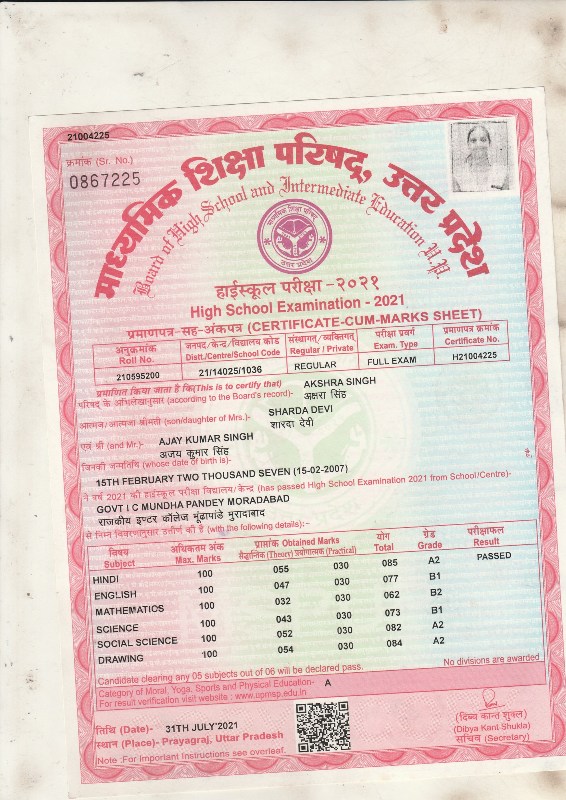 21004225
क्रमांक (Sr. No.)
0867225
माध्यमिक शिक्षा परिषद्, उत्तर प्रदेश
Board of High School and Intermediate Education U.P.
माध्यमिक शिक्षा परिषद्
उत्तर प्रदेश
हाईस्कूल परीक्षा -२०२१
High School Examination - 2021
प्रमाणपत्र-सह-अंकपत्र (CERTIFICATE-CUM-MARKS SHEET)
अनुक्रमांक जनपद/केन्द्र/विद्यालय कोड संस्थागत/व्यक्तिगत परीक्षा प्रवर्ग प्रमाणपत्र क्रमांक
Roll No. Distt./Centre/School Code Regular / Private Exam. Type Certificate No.
210595200 21/14025/1036 REGULAR FULL EXAM H21004225
प्रमाणित किया जाता है कि(This is to certify that) AKSHRA SINGH
परिषद के अभिलेखानुसार (according to the Board's record)- अक्षरा सिंह
आत्मज/आत्मजा श्रीमती (son/daughter of Mrs.)- SHARDA DEVI
शारदा देवी
एवं श्री (and Mr.)- AJAY KUMAR SINGH
अजय कुमार सिंह
जिनकी जन्मतिथि (whose date of birth is)-
15TH FEBRUARY TWO THOUSAND SEVEN (15-02-2007)
ने वर्ष 2021 की हाईस्कूल परीक्षा विद्यालय/केन्द्र (has passed High School Examination 2021 from School/Centre)-
GOVT I C MUNDHA PANDEY MORADABAD
राजकीय इण्टर कॉलेज मूंढापांडे मुरादाबाद
से निम्न विवरणानुसार उत्तीर्ण की है (with the following details):-
विषय अधिकतम अंक प्राप्तांक Obtained Marks योग ग्रेड परीक्षाफल
Subject Max. Marks सैद्धान्तिक (Theory) प्रयोगात्मक (Practical) Total Grade Result
HINDI 100 055 030 085 A2 PASSED
ENGLISH 100 047 030 077 B1
MATHEMATICS 100 032 030 062 B2
SCIENCE 100 043 030 073 B1
SOCIAL SCIENCE 100 052 030 082 A2
DRAWING 100 054 030 084 A2
Candidate clearing any 05 subjects out of 06 will be declared pass. No divisions are awarded
Category of Moral, Yoga, Sports and Physical Education- A
For result verification visit website : www.upmsp.edu.in
तिथि (Date)- 31TH JULY'2021
स्थान (Place)- Prayagraj, Uttar Pradesh
Note :For Important Instructions see overleaf.
(दिब्य कान्त शुक्ल)
(Dibya Kant Shukla)
सचिव (Secretary)